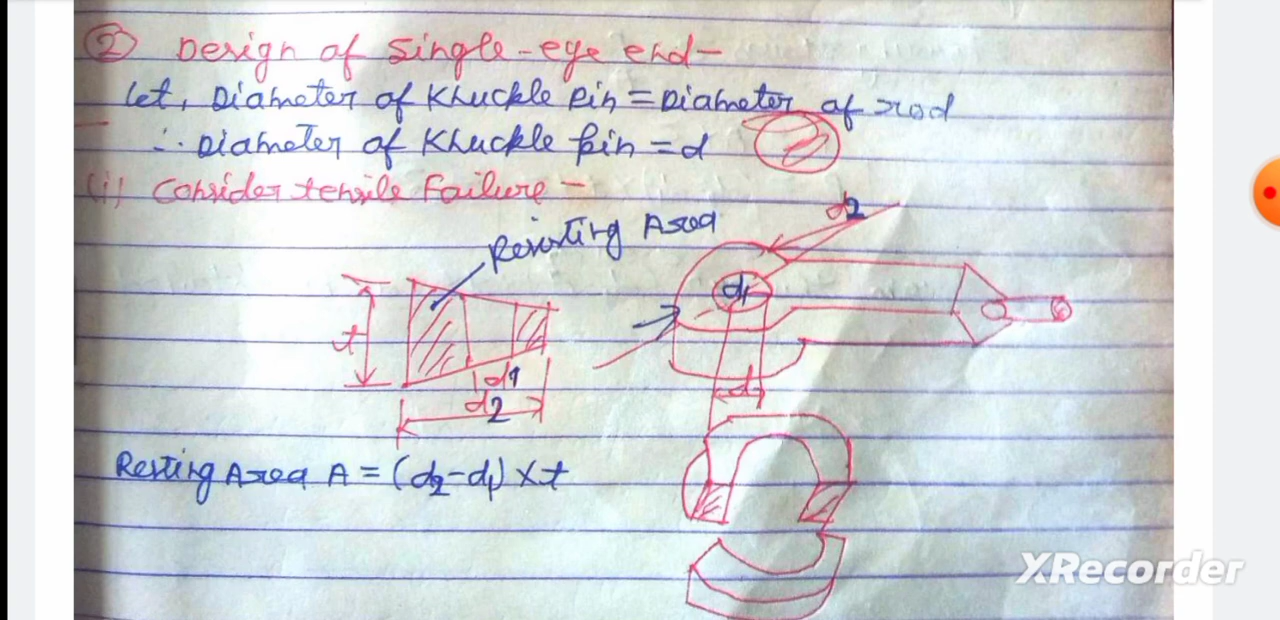 ② Design of Single-eye end-
Let, Diameter of Knuckle Pin = Diameter of rod
∴ Diameter of Knuckle pin = d
(i) Consider tensile Failure -
d2
Resisting Area
d1
t
d1
d2
d1
Resting Area A = (d2-d1) x t
XRecorder